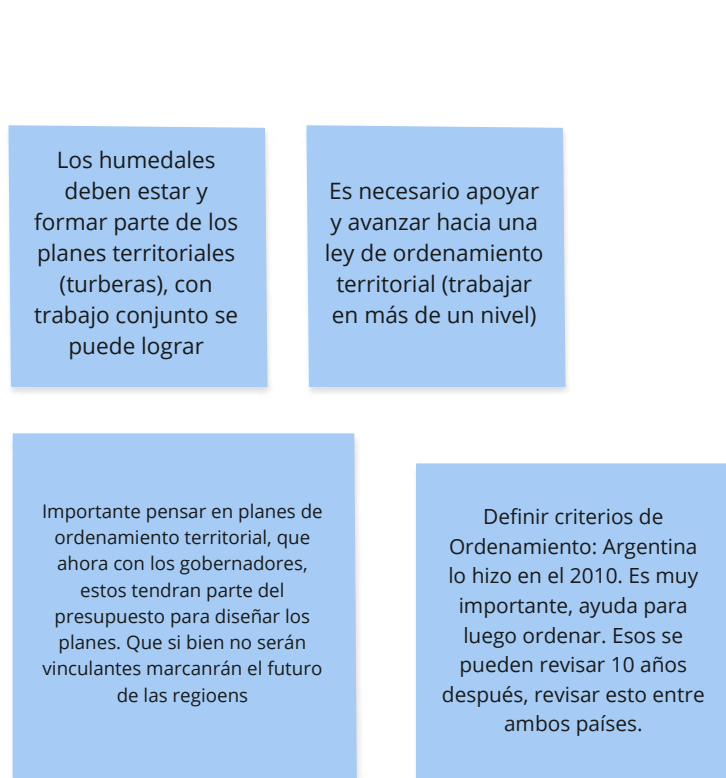 Los humedales
deben estar y
formar parte de los
planes territoriales
(turberas), con
trabajo conjunto se
puede lograr
Es necesario apoyar
y avanzar hacia una
ley de ordenamiento
territorial (trabajar
en más de un nivel)
Importante pensar en planes de
ordenamiento territorial, que
ahora con los gobernadores,
estos tendran parte del
presupuesto para diseñar los
planes. Que si bien no serán
vinculantes marcanrán el futuro
de las regioens
Definir criterios de
Ordenamiento: Argentina
lo hizo en el 2010. Es muy
importante, ayuda para
luego ordenar. Esos se
pueden revisar 10 años
después, revisar esto entre
ambos países.